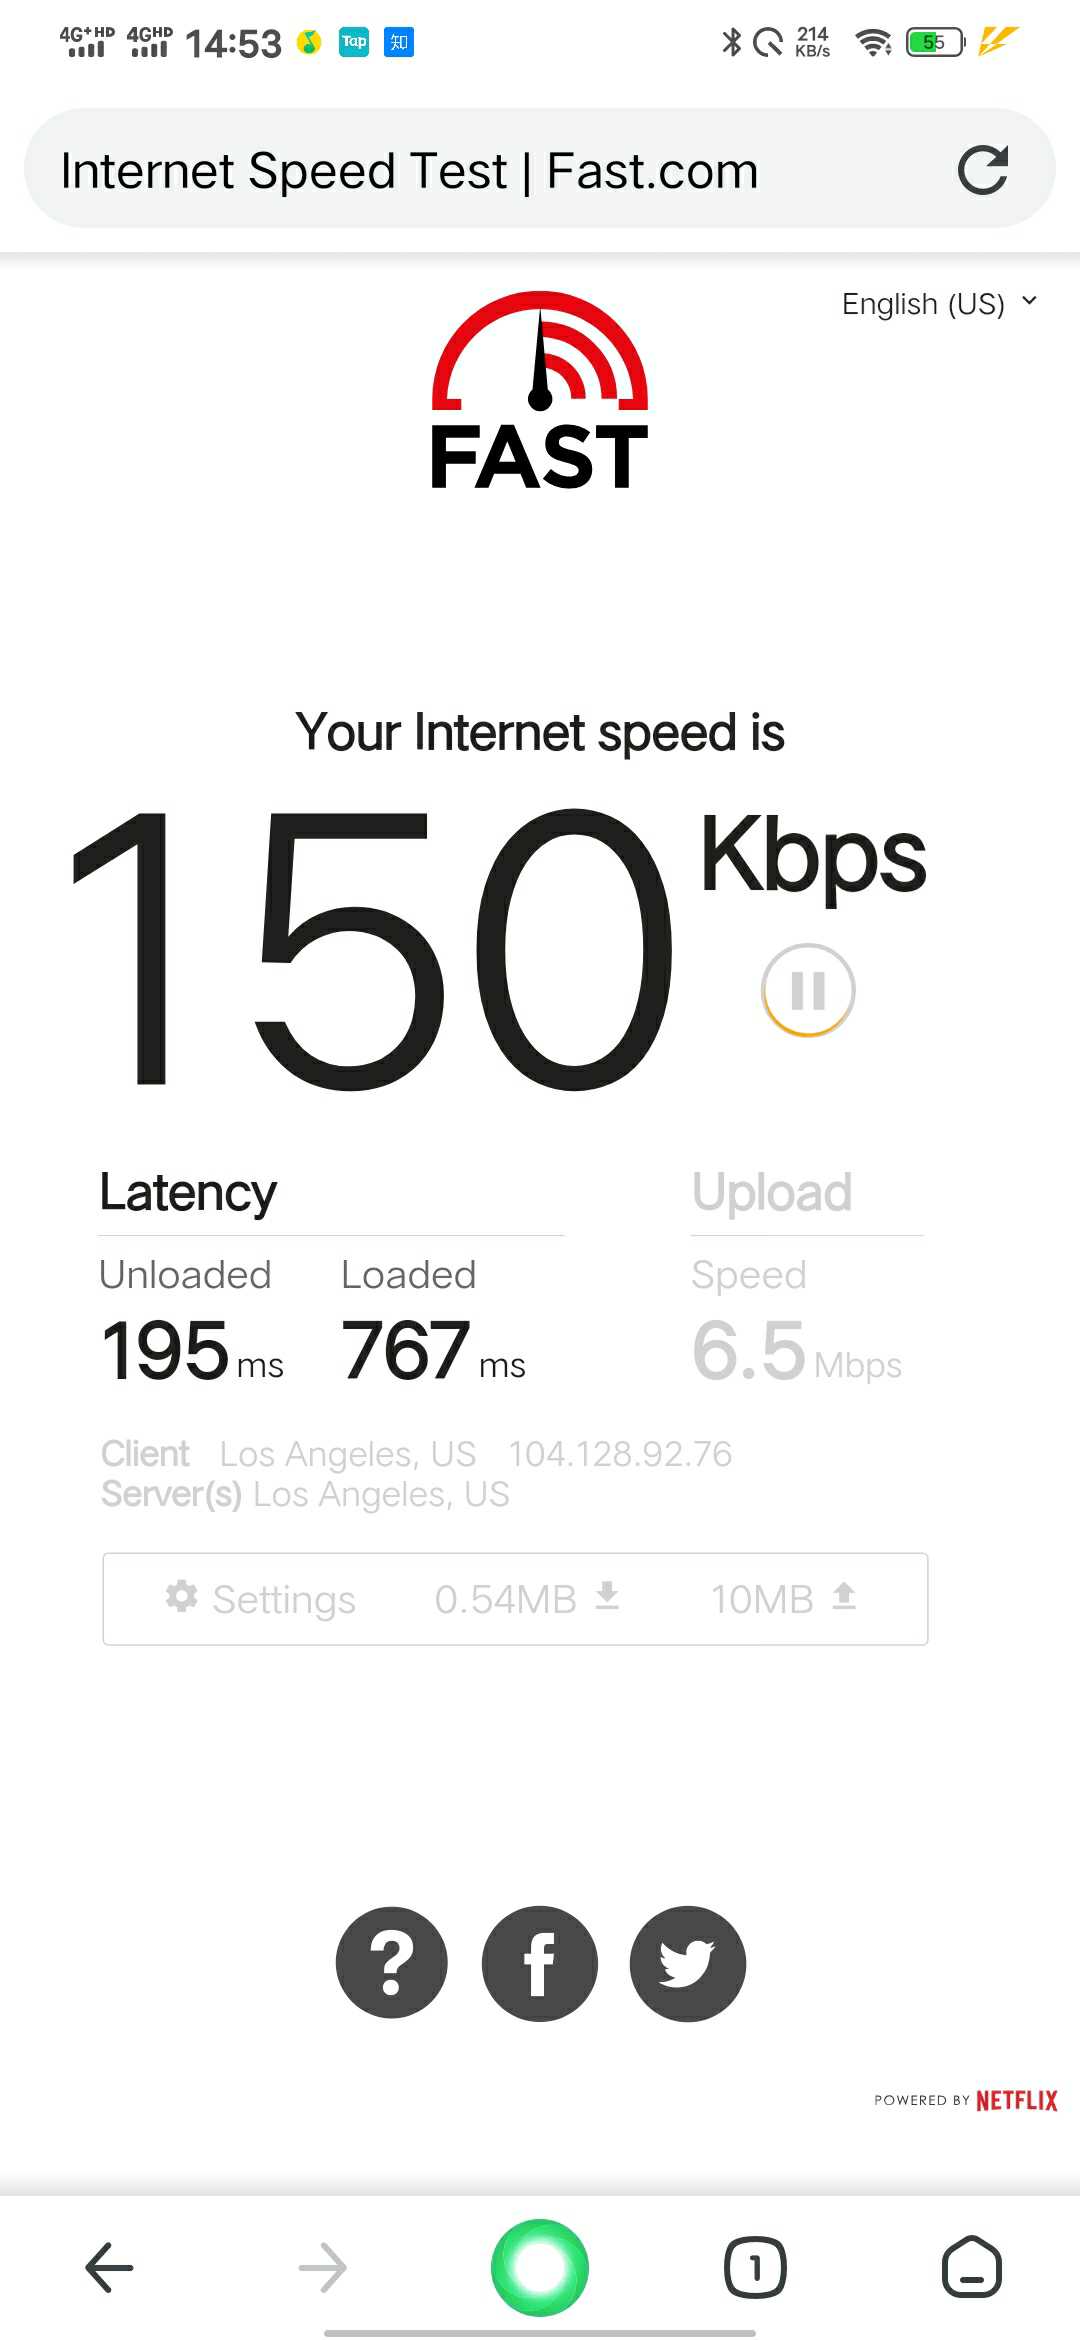 4G+ HD 4G HD 14:53 Tap 知 214 KB/s 55
Internet Speed Test | Fast.com
English (US)
FAST
Your Internet speed is
150 Kbps
Latency Upload
Unloaded Loaded Speed
195 ms 767 ms 6.5 Mbps
Client Los Angeles, US 104.128.92.76
Server(s) Los Angeles, US
Settings 0.54MB 10MB
POWERED BY NETFLIX
1